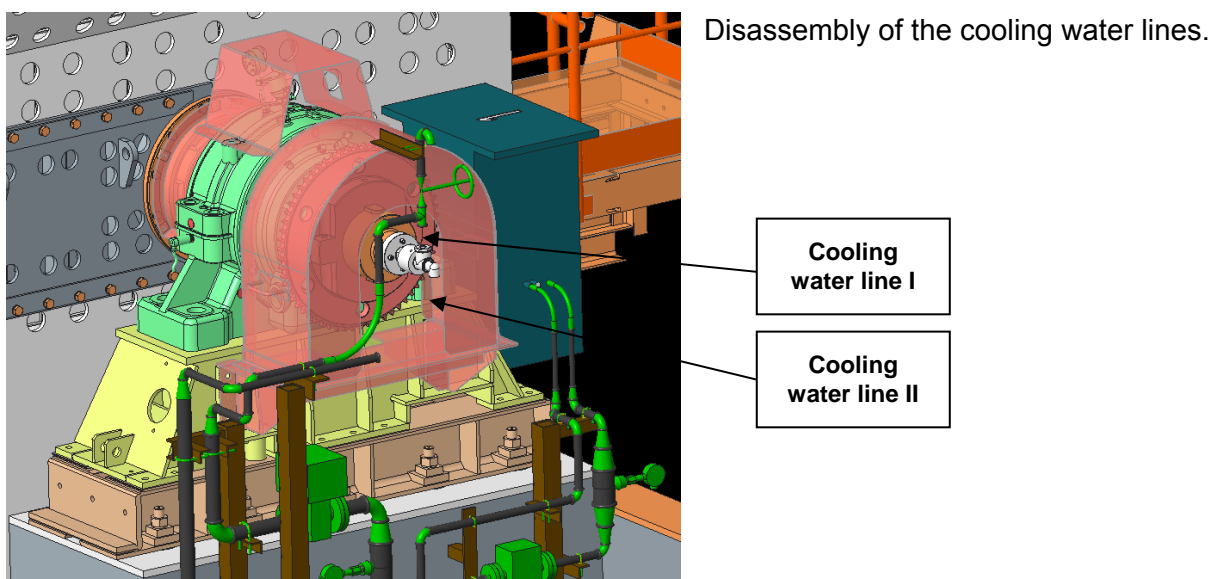 Disassembly of the cooling water lines.
Cooling
water line I
Cooling
water line II